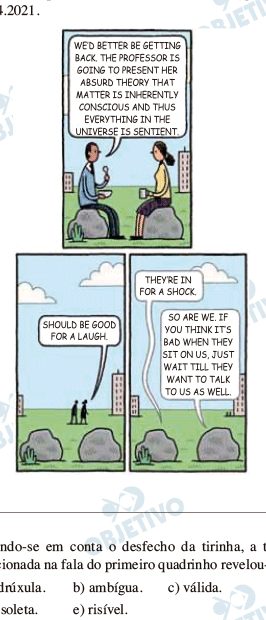 4.2021.
WE'D BETTER BE GETTING
BACK. THE PROFESSOR IS
GOING TO PRESENT HER
ABSURD THEORY THAT
MATTER IS INHERENTLY
CONSCIOUS AND THUS
EVERYTHING IN THE
UNIVERSE IS SENTIENT.
SHOULD BE GOOD
FOR A LAUGH.
THEY'RE IN
FOR A SHOCK.
SO ARE WE. IF
YOU THINK IT'S
BAD WHEN THEY
SIT ON US, JUST
WAIT TILL THEY
WANT TO TALK
TO US AS WELL.
OBJETIVO
ndo-se em conta o desfecho da tirinha, a t
cionada na fala do primeiro quadrinho revelou-
drúxula. b) ambígua. c) válida.
soleta. e) risível.